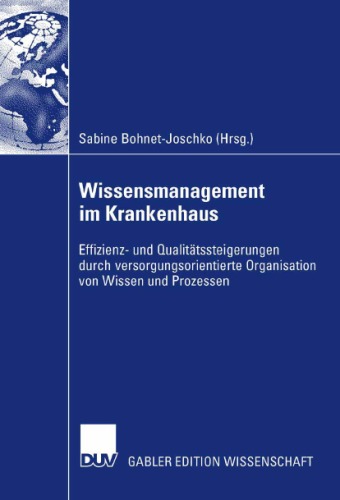 Sabine Bohnet-Joschko (Hrsg.)
Wissensmanagement
im Krankenhaus
Effizienz- und Qualitätssteigerungen
durch versorgungsorientierte Organisation
von Wissen und Prozessen
DUV
GABLER EDITION WISSENSCHAFT